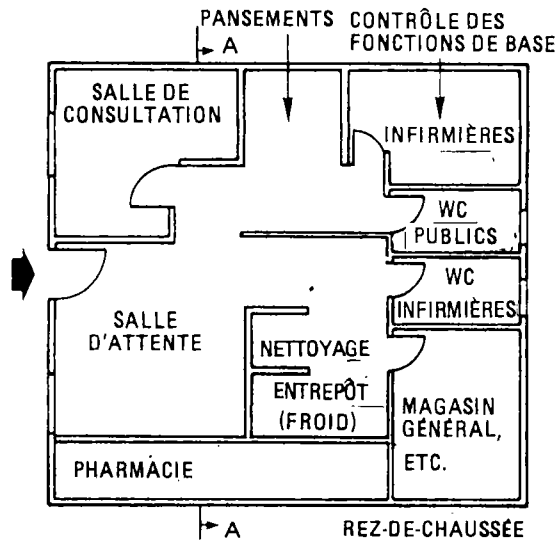 PANSEMENTS
CONTRÔLE DES
FONCTIONS DE BASE
A
SALLE DE
CONSULTATION
INFIRMIÈRES
WC
PUBLICS
WC
INFIRMIÈRES
SALLE
D'ATTENTE
NETTOYAGE
ENTREPÔT
(FROID)
MAGASIN
GÉNÉRAL,
ETC.
PHARMACIE
A
REZ-DE-CHAUSSÉE